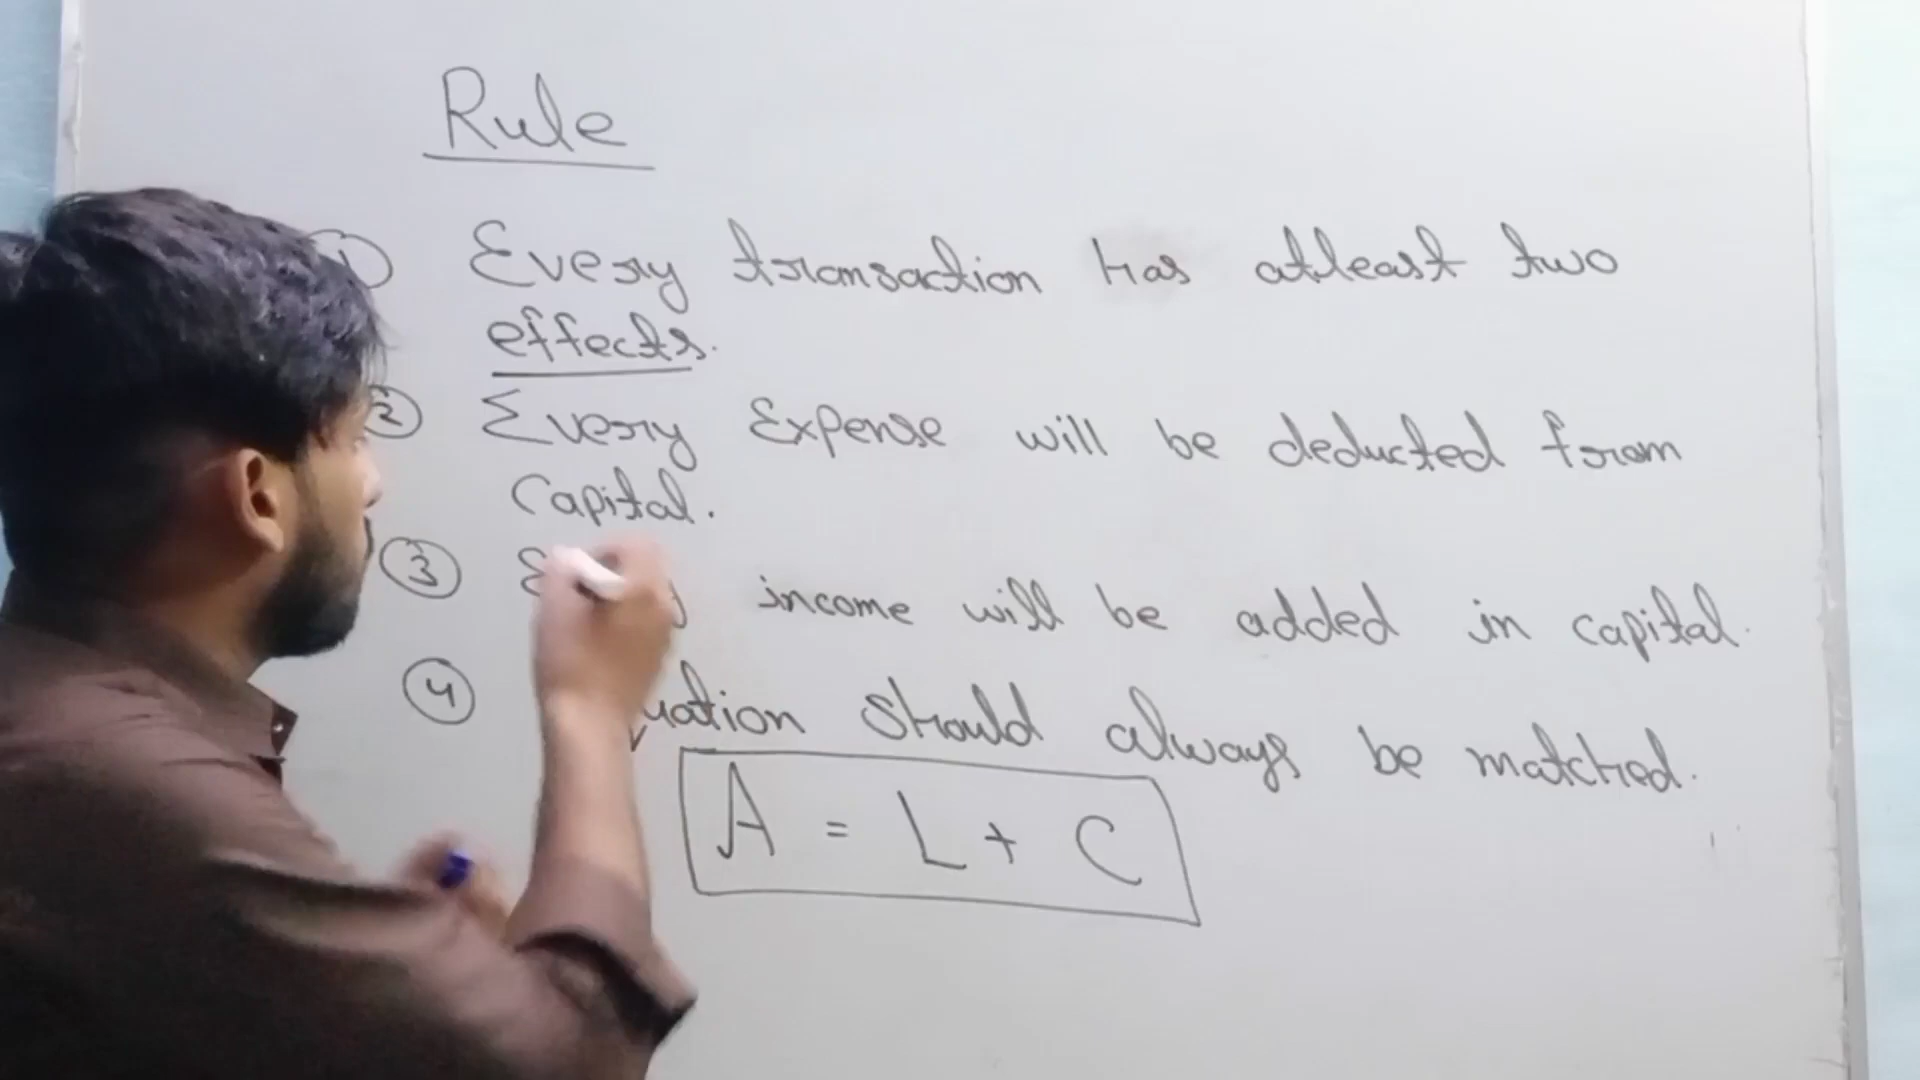 Rule
① Every transaction has atleast two
effects.
② Every Expense will be deducted from
Capital.
③ income will be added in capital.
④ should always be matched.
A = L + C